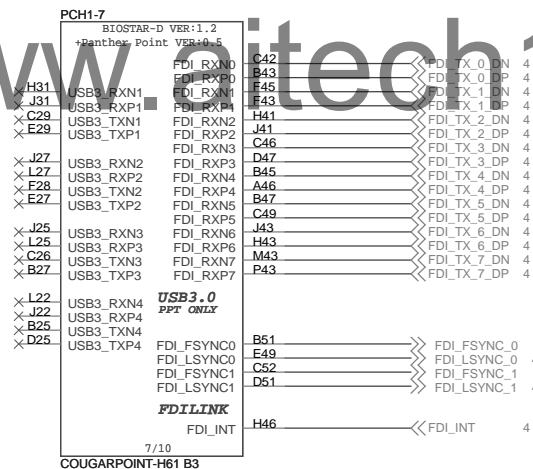 PCH1-7
BIOSTAR-D VER:1.2
+Panther Point VER:0.5
www.aitech1
FDI_RXN0 C42 FDI_TX_0_DN 4
FDI_RXP0 B43 FDI_TX_0_DP 4
H31 USB3_RXN1 FDI_RXN1 F45 FDI_TX_1_DN 4
J31 USB3_RXP1 FDI_RXP1 F43 FDI_TX_1_DP 4
C29 USB3_TXN1 FDI_RXN2 H41 FDI_TX_2_DN 4
E29 USB3_TXP1 FDI_RXP2 J41 FDI_TX_2_DP 4
FDI_RXN3 C46 FDI_TX_3_DN 4
J27 USB3_RXN2 FDI_RXP3 D47 FDI_TX_3_DP 4
L27 USB3_RXP2 FDI_RXN4 B45 FDI_TX_4_DN 4
F28 USB3_TXN2 FDI_RXP4 A46 FDI_TX_4_DP 4
E27 USB3_TXP2 FDI_RXN5 B47 FDI_TX_5_DN 4
FDI_RXP5 C49 FDI_TX_5_DP 4
J25 USB3_RXN3 FDI_RXN6 J43 FDI_TX_6_DN 4
L25 USB3_RXP3 FDI_RXP6 H43 FDI_TX_6_DP 4
C26 USB3_TXN3 FDI_RXN7 M43 FDI_TX_7_DN 4
B27 USB3_TXP3 FDI_RXP7 P43 FDI_TX_7_DP 4
L22 USB3_RXN4 USB3.0
J22 USB3_RXP4 PPT ONLY
B25 USB3_TXN4
D25 USB3_TXP4 FDI_FSYNC0 B51 FDI_FSYNC_0
FDI_LSYNC0 E49 FDI_LSYNC_0
FDI_FSYNC1 C52 FDI_FSYNC_1
FDI_LSYNC1 D51 FDI_LSYNC_1
FDILINK
FDI_INT H46 FDI_INT 4
7/10
COUGARPOINT-H61 B3